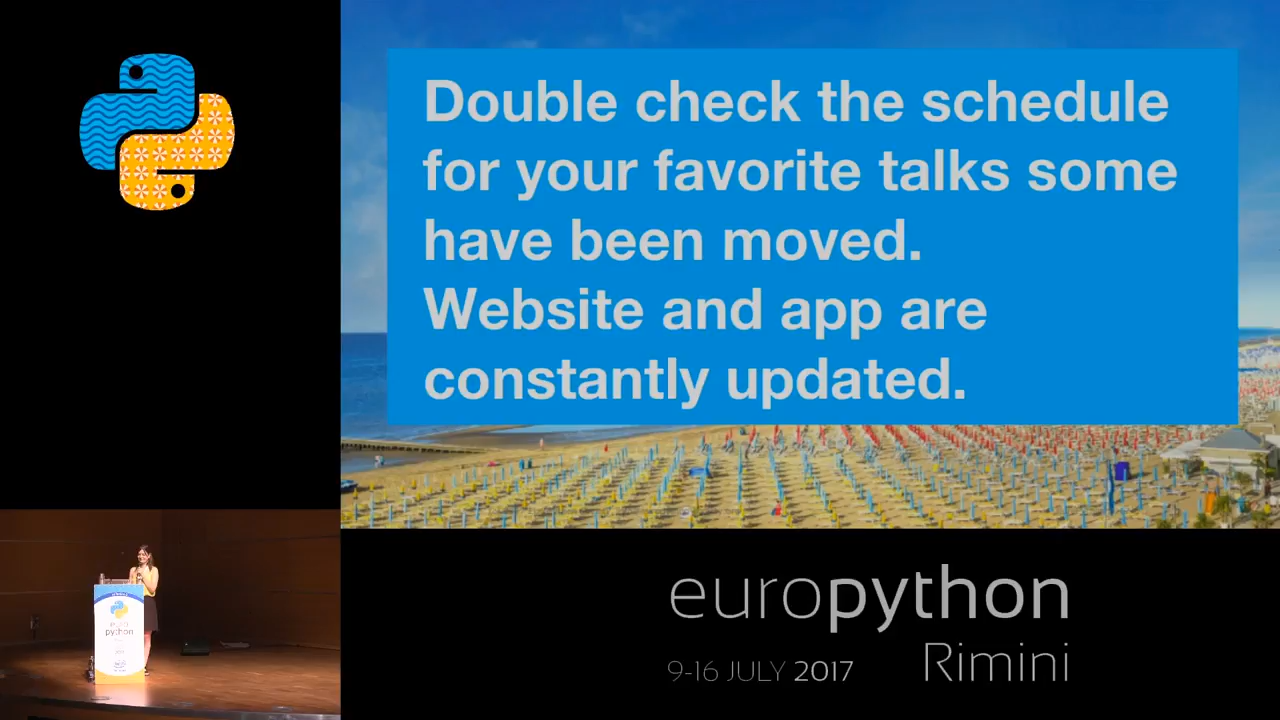 Double check the schedule
for your favorite talks some
have been moved.
Website and app are
constantly updated.
europython
Rimini
9-16 JULY 2017
python